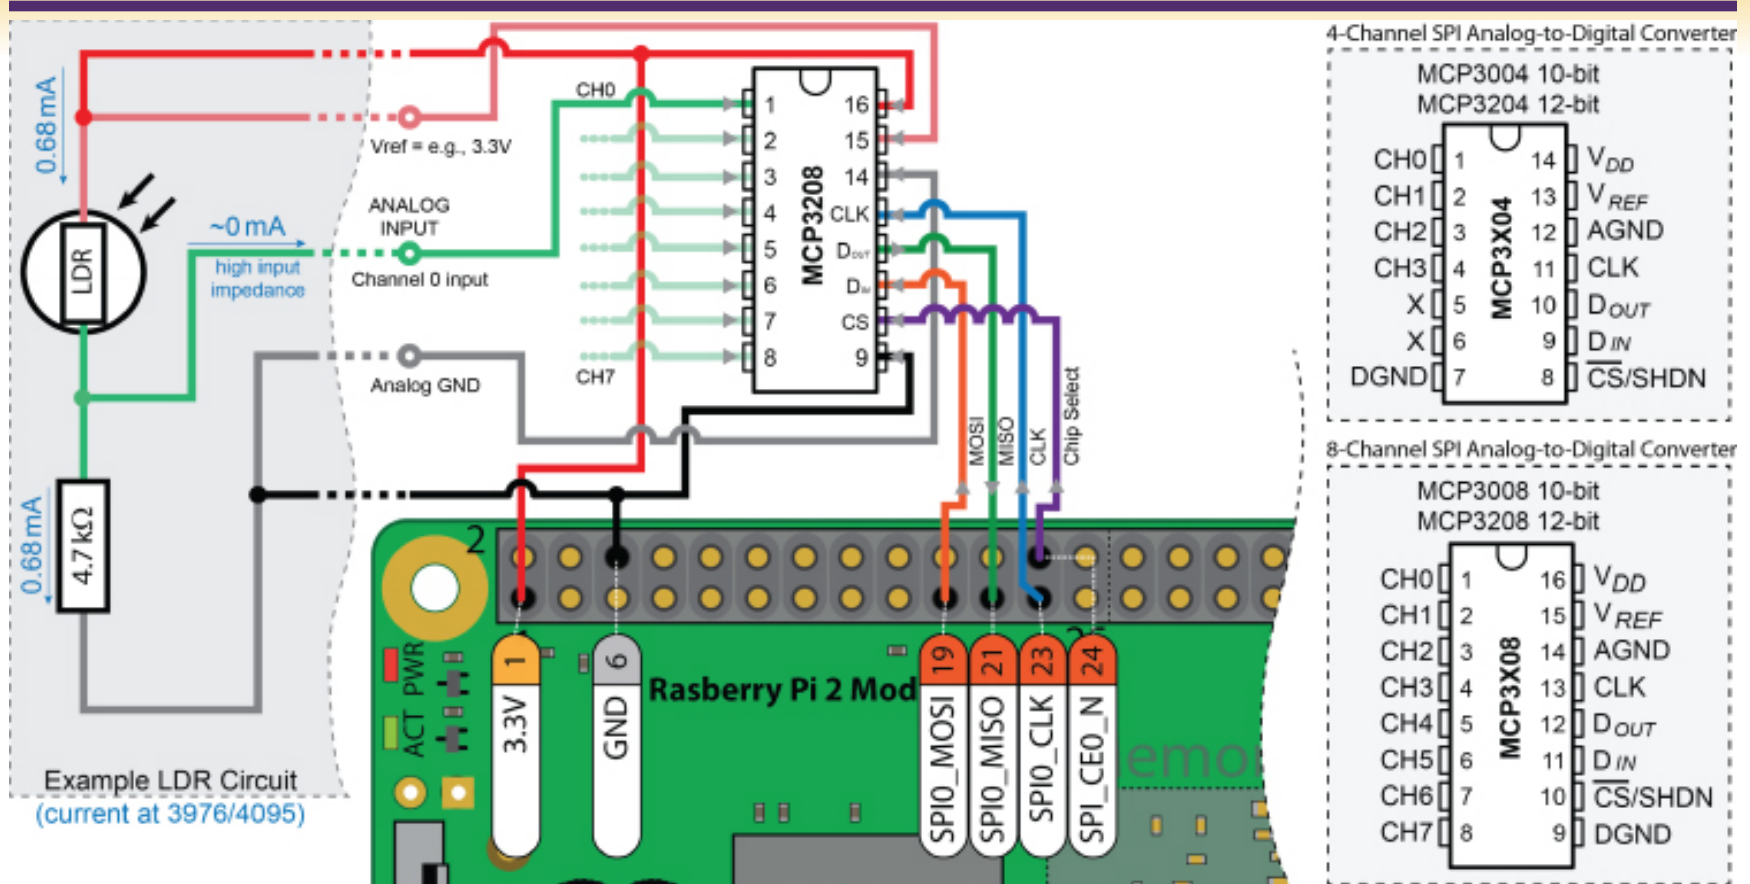 0.68mA
LDR
~0 mA
high input
impedance
4.7 kΩ
0.68mA
Example LDR Circuit
(current at 3976/4095)
Vref = e.g., 3.3V
ANALOG
INPUT
Channel 0 input
Analog GND
CH0
CH7
MCP3208
1
2
3
4
5
6
7
8
16
15
14
CLK
DOUT
DIN
CS
9
MOSI
MISO
CLK
Chip Select
2
PWR
ACT
1
3.3V
6
GND
Rasberry Pi 2 Mod
19
SPI0_MOSI
21
SPI0_MISO
23
SPI0_CLK
24
SPI_CE0_N
emor
4-Channel SPI Analog-to-Digital Converter
MCP3004 10-bit
MCP3204 12-bit
MCP3X04
CH0 1 14 VDD
CH1 2 13 VREF
CH2 3 12 AGND
CH3 4 11 CLK
X 5 10 DOUT
X 6 9 DIN
DGND 7 8 CS/SHDN
8-Channel SPI Analog-to-Digital Converter
MCP3008 10-bit
MCP3208 12-bit
MCP3X08
CH0 1 16 VDD
CH1 2 15 VREF
CH2 3 14 AGND
CH3 4 13 CLK
CH4 5 12 DOUT
CH5 6 11 DIN
CH6 7 10 CS/SHDN
CH7 8 9 DGND